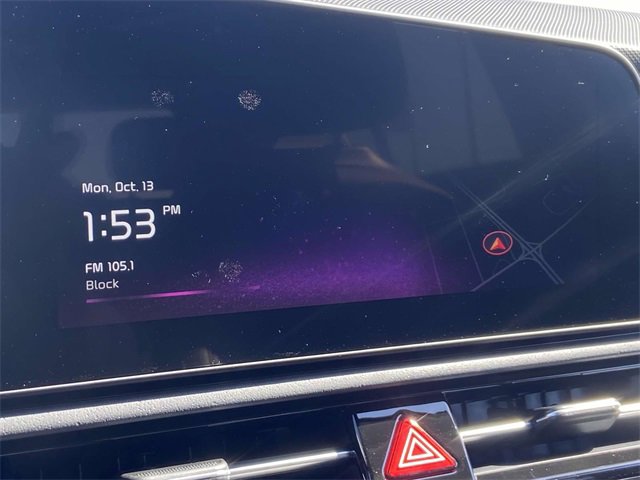 Mon, Oct. 13
1:53 PM
FM 105.1
Block